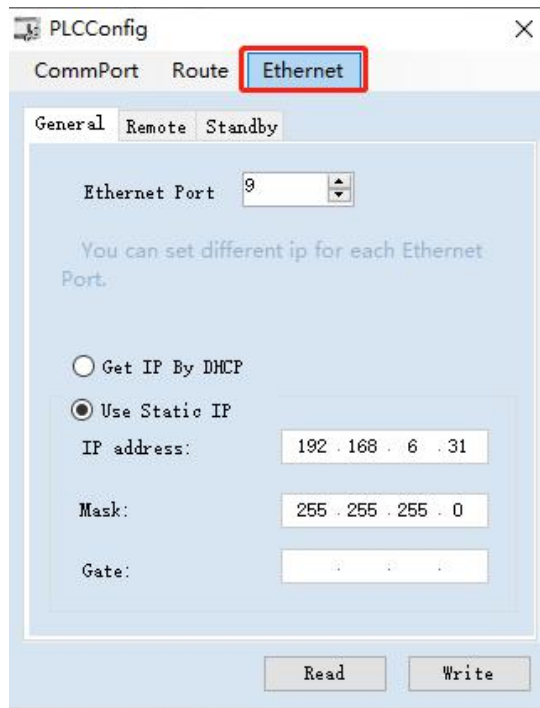 PLCConfig
CommPort Route Ethernet
General Remote Standby
Ethernet Port 9
You can set different ip for each Ethernet
Port.
Get IP By DHCP
Use Static IP
IP address: 192 . 168 . 6 . 31
Mask: 255 . 255 . 255 . 0
Gate: . . .
Read Write